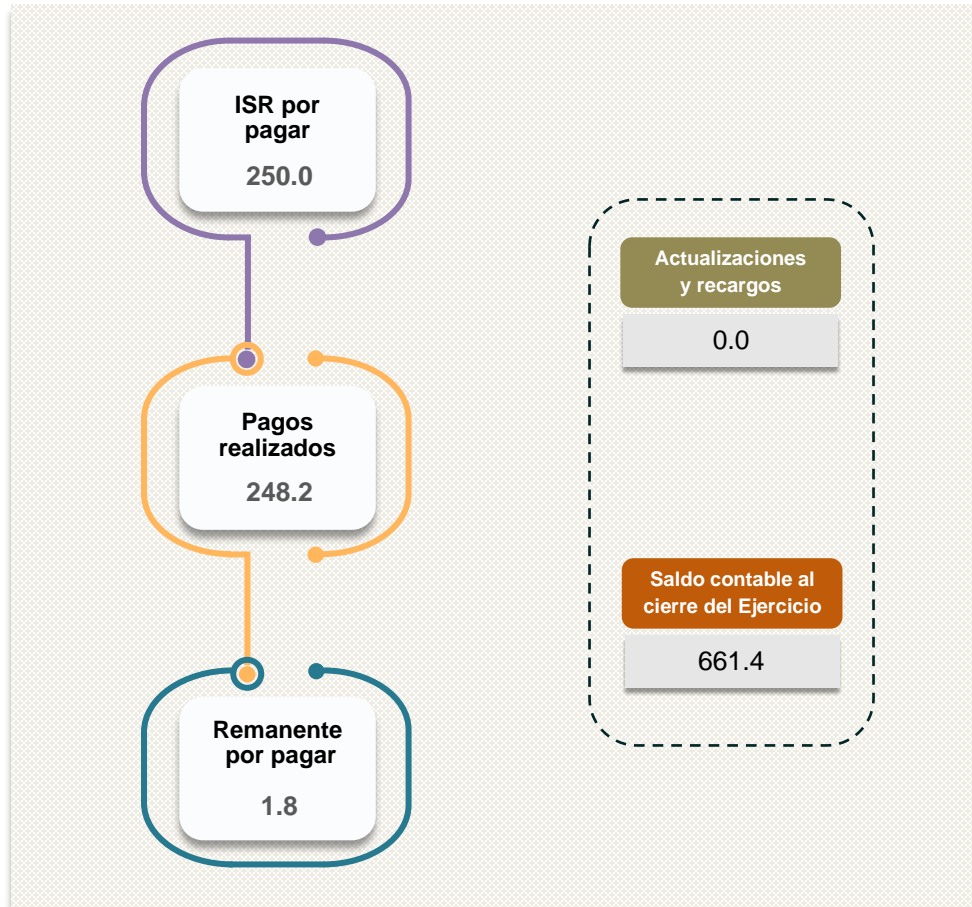 ISR por
pagar
250.0
Pagos
realizados
248.2
Remanente
por pagar
1.8
Actualizaciones
y recargos
0.0
Saldo contable al
cierre del Ejercicio
661.4